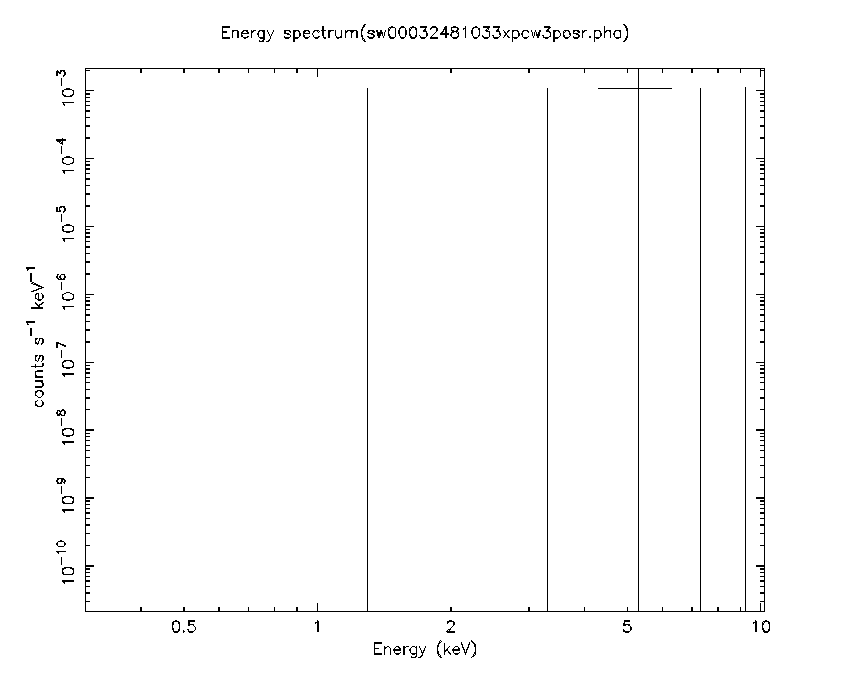 Energy spectrum(sw00032481033xpcw3posr.pha)
10⁻³
10⁻⁴
10⁻⁵
10⁻⁶
10⁻⁷
10⁻⁸
10⁻⁹
10⁻¹⁰
counts s⁻¹ keV⁻¹
0.5 1 2 5 10
Energy (keV)